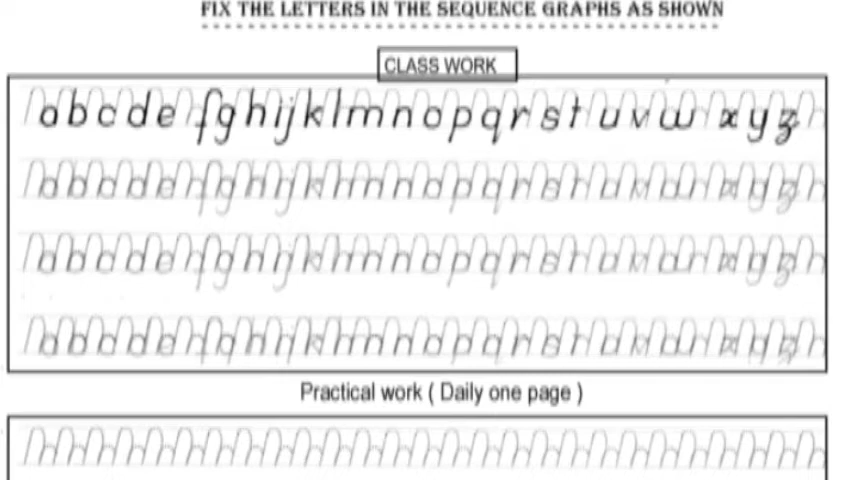 FIX THE LETTERS IN THE SEQUENCE GRAPHS AS SHOWN
CLASS WORK
a b c d e f g h i j k l m n o p q r s t u v w x y z
a b c d e f g h i j k l m n o p q r s t u v w x y z
a b c d e f g h i j k l m n o p q r s t u v w x y z
a b c d e f g h i j k l m n o p q r s t u v w x y z
Practical work ( Daily one page )